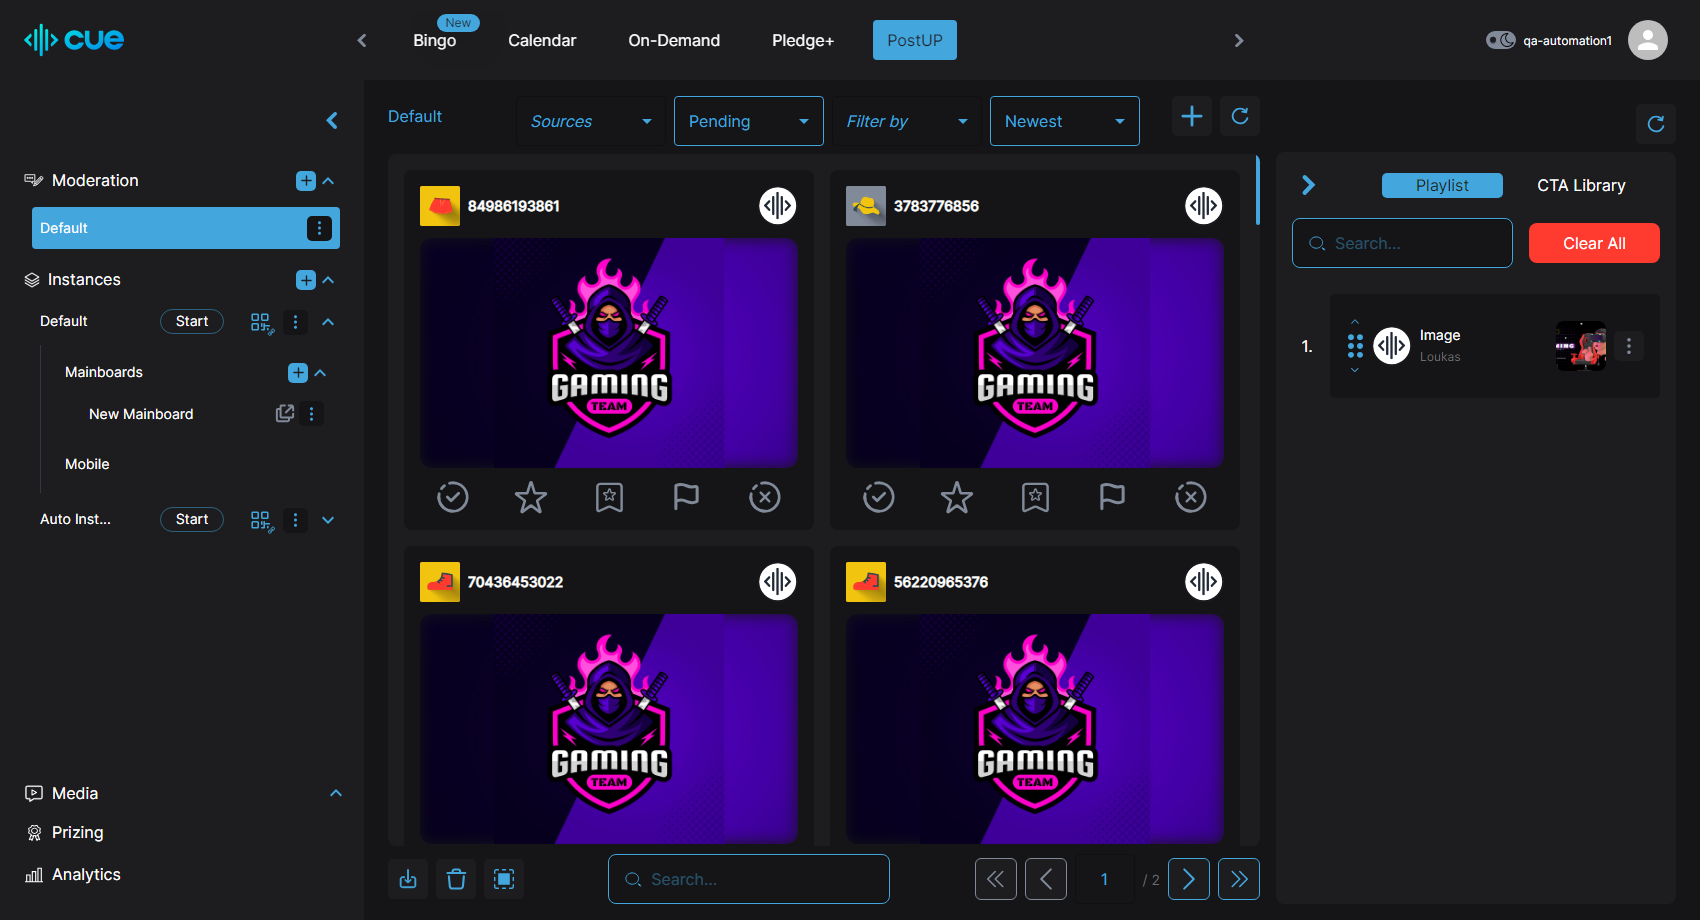 cue
New
Bingo
Calendar
On-Demand
Pledge+
PostUP
qa-automation1
Moderation
Default
Instances
Default
Start
Mainboards
New Mainboard
Mobile
Auto Inst...
Start
Media
Prizing
Analytics
Default
Sources
Pending
Filter by
Newest
84986193861
GAMING
TEAM
3783776856
GAMING
TEAM
70436453022
GAMING
TEAM
56220965376
GAMING
TEAM
Search...
1
/ 2
Playlist
CTA Library
Search...
Clear All
1.
Image
Loukas